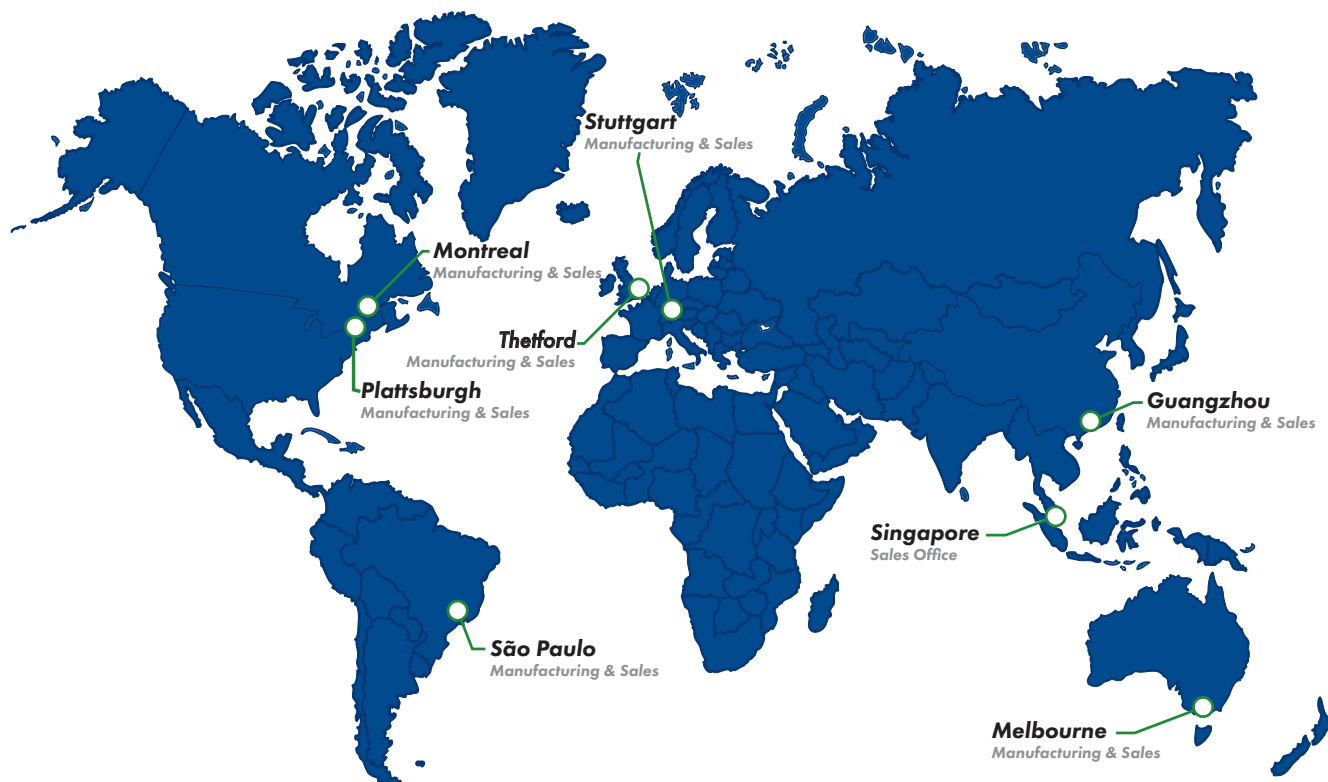 Stuttgart
Manufacturing & Sales
Montreal
Manufacturing & Sales
Thetford
Manufacturing & Sales
Plattsburgh
Manufacturing & Sales
Guangzhou
Manufacturing & Sales
Singapore
Sales Office
São Paulo
Manufacturing & Sales
Melbourne
Manufacturing & Sales